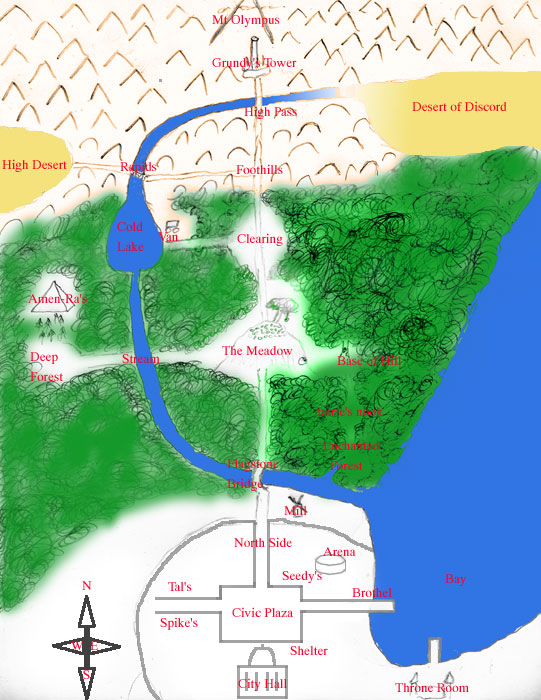 Mt Olympus
Grundy's Tower
Desert of Discord
High Pass
High Desert
Rapids
Foothills
Cold
Lake
Van
Clearing
Amen-Ra's
The Meadow
Deep
Forest
Stream
Base of Hill
Enchanted
Forest
Flagstone
Bridge
Mill
North Side
Arena
Seedy's
Bay
Tal's
Brothel
N
Civic Plaza
Spike's
W E
Shelter
S
City Hall
Throne Room